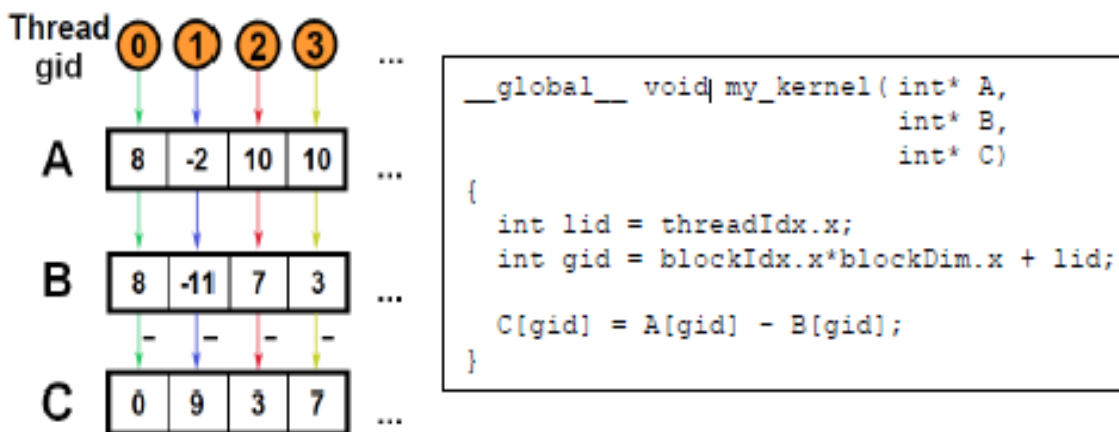 Thread
gid
0 1 2 3 ...
A 8 -2 10 10 ...
B 8 -11 7 3 ...
- - - -
C 0 9 3 7 ...
__global__ void my_kernel( int* A,
int* B,
int* C)
{
int lid = threadIdx.x;
int gid = blockIdx.x*blockDim.x + lid;
C[gid] = A[gid] - B[gid];
}